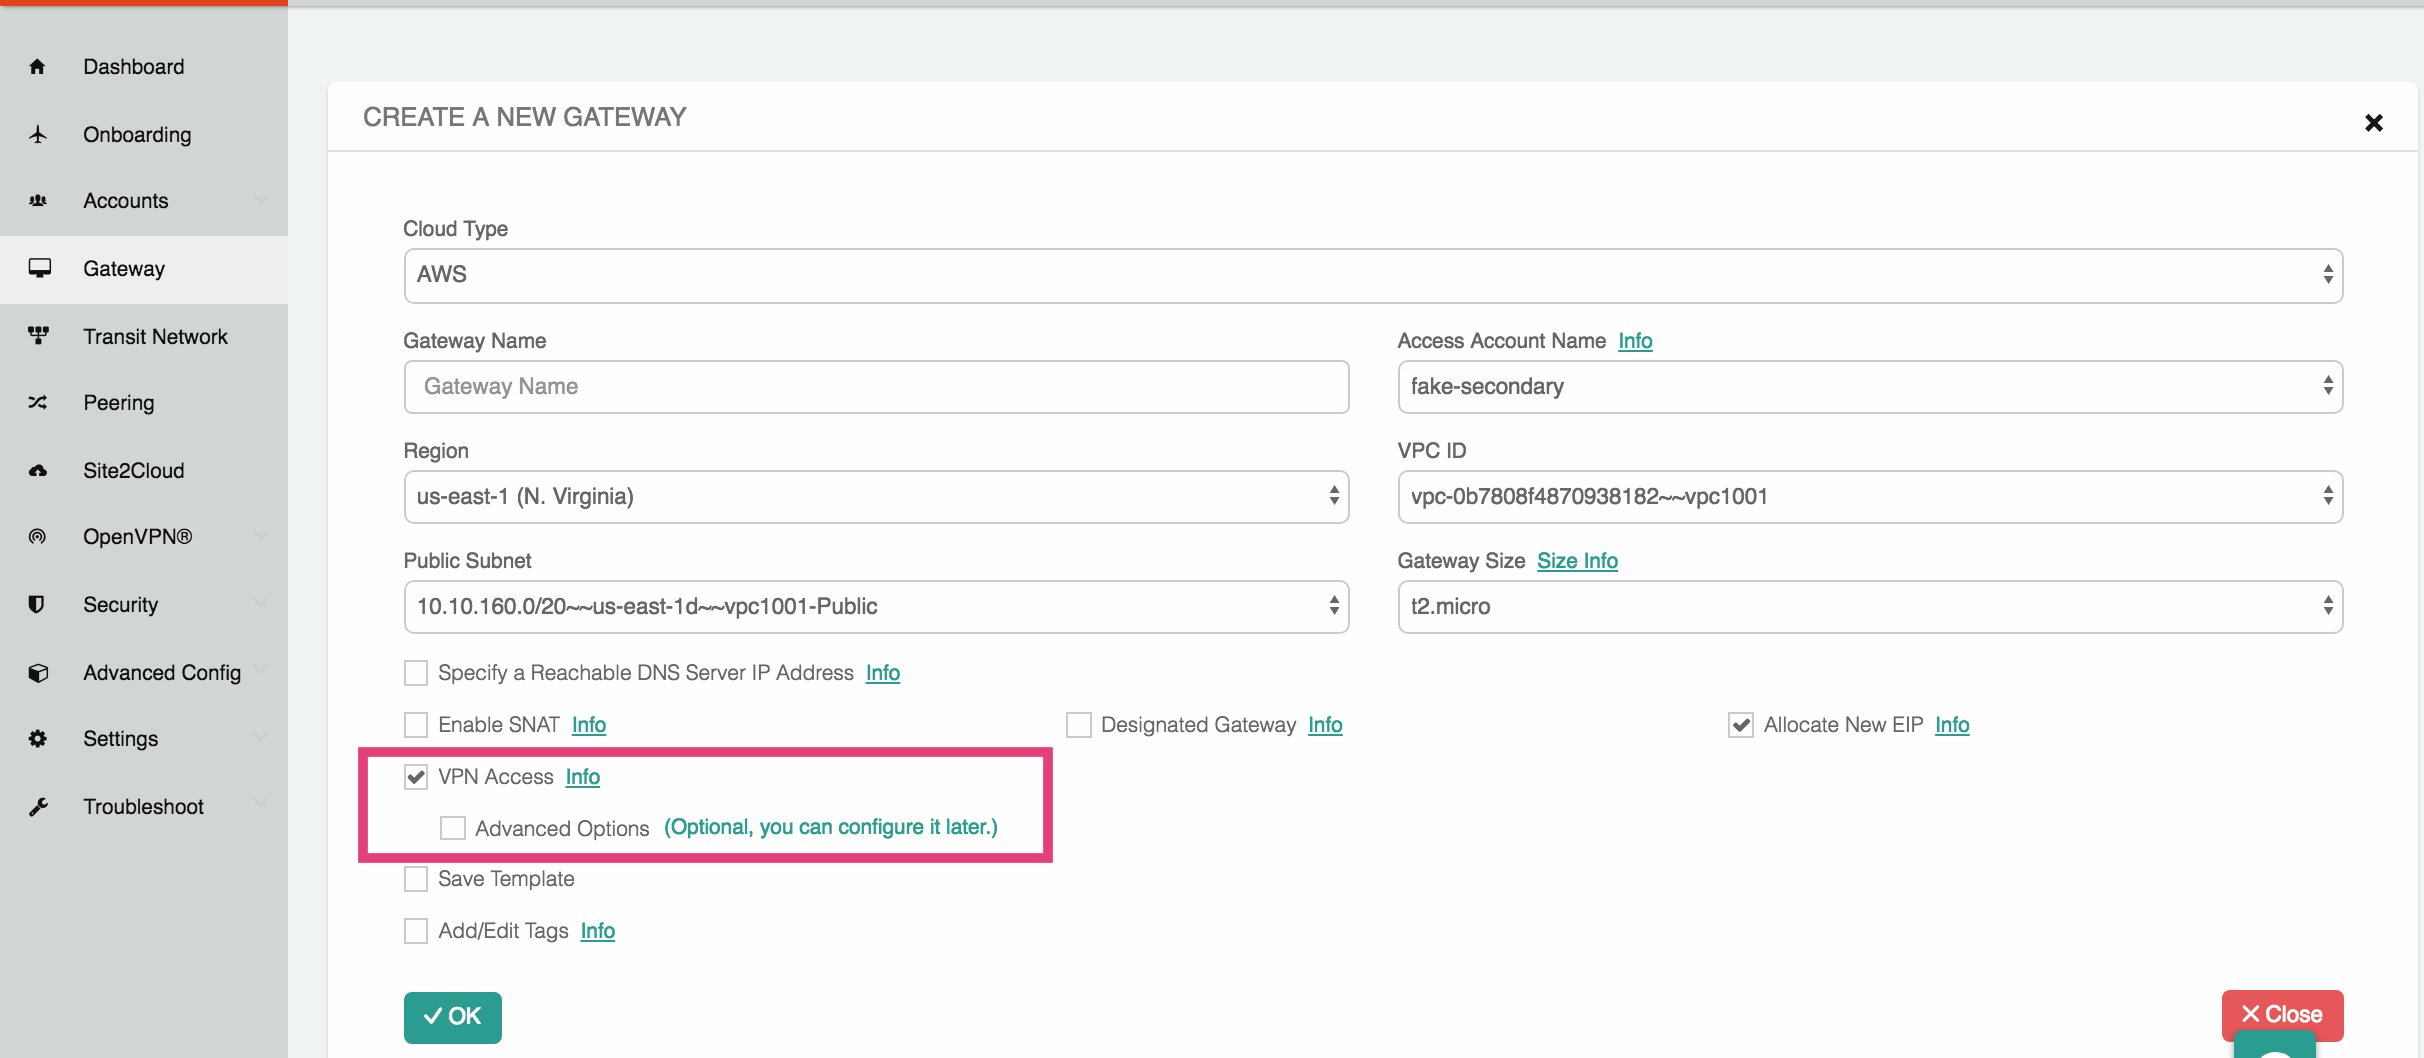 Dashboard
Onboarding
Accounts
Gateway
Transit Network
Peering
Site2Cloud
OpenVPN®
Security
Advanced Config
Settings
Troubleshoot
CREATE A NEW GATEWAY
Cloud Type
AWS
Gateway Name
Gateway Name
Access Account Name Info
fake-secondary
Region
us-east-1 (N. Virginia)
VPC ID
vpc-0b7808f4870938182~~vpc1001
Public Subnet
10.10.160.0/20~~us-east-1d~~vpc1001-Public
Gateway Size Size Info
t2.micro
Specify a Reachable DNS Server IP Address Info
Enable SNAT Info
Designated Gateway Info
Allocate New EIP Info
VPN Access Info
Advanced Options (Optional, you can configure it later.)
Save Template
Add/Edit Tags Info
OK
Close